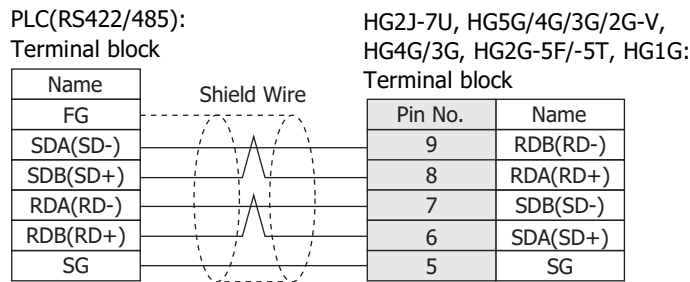 PLC(RS422/485):
Terminal block
HG2J-7U, HG5G/4G/3G/2G-V,
HG4G/3G, HG2G-5F/-5T, HG1G:
Terminal block
Name
Shield Wire
Pin No. Name
FG
SDA(SD-) 9 RDB(RD-)
SDB(SD+) 8 RDA(RD+)
RDA(RD-) 7 SDB(SD-)
RDB(RD+) 6 SDA(SD+)
SG 5 SG